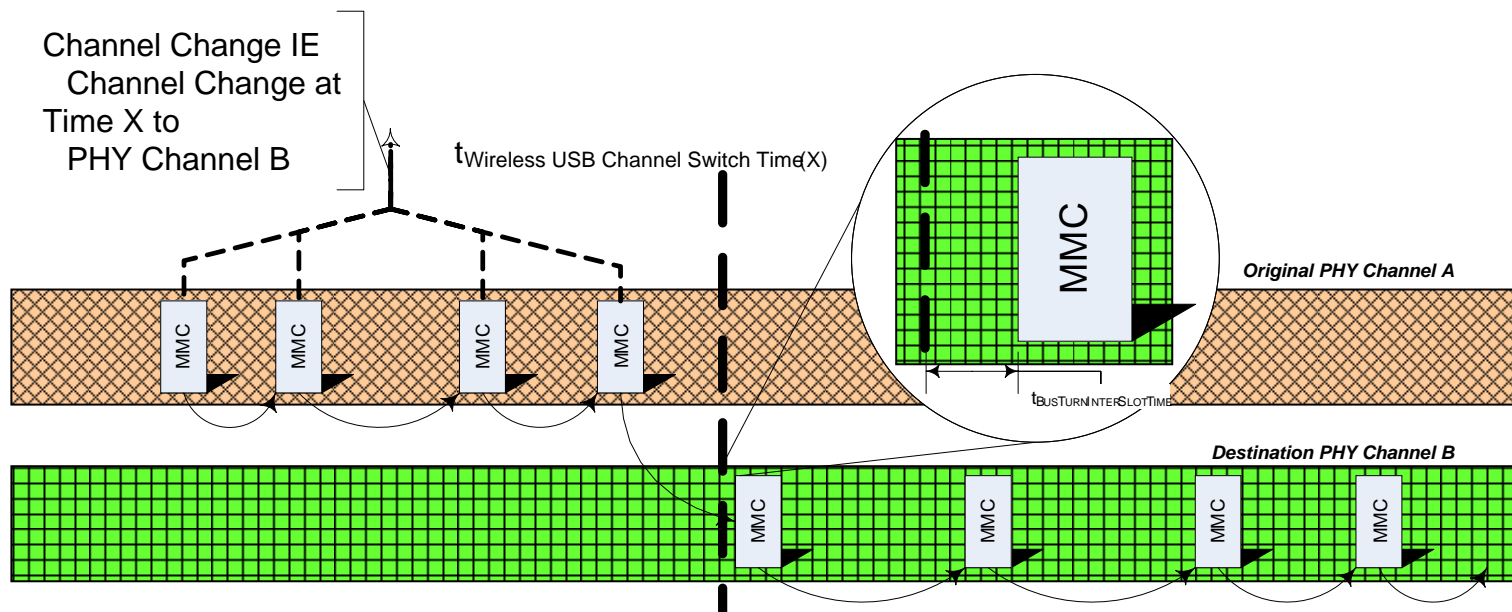 Channel Change IE
Channel Change at
Time X to
PHY Channel B
tWireless USB Channel Switch Time(X)
MMC
tBUSTURNINTERSLOTTIME
Original PHY Channel A
MMC
MMC
MMC
MMC
Destination PHY Channel B
MMC
MMC
MMC
MMC